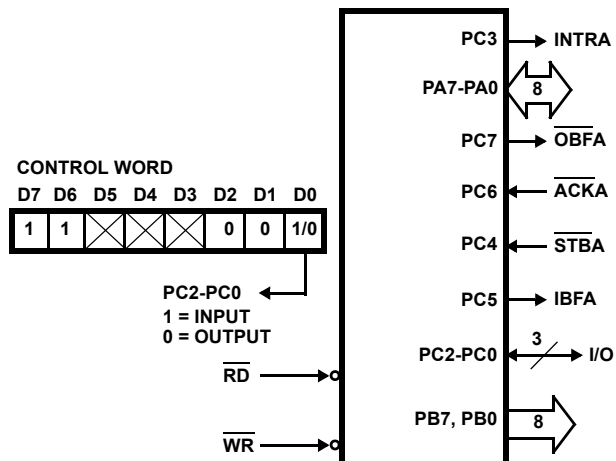 PC3 INTRA
PA7-PA0 8
PC7 OBFA
PC6 ACKA
PC4 STBA
PC5 IBFA
PC2-PC0 3 I/O
PB7, PB0 8
CONTROL WORD
D7 D6 D5 D4 D3 D2 D1 D0
1 1 0 0 1/0
PC2-PC0
1 = INPUT
0 = OUTPUT
RD
WR